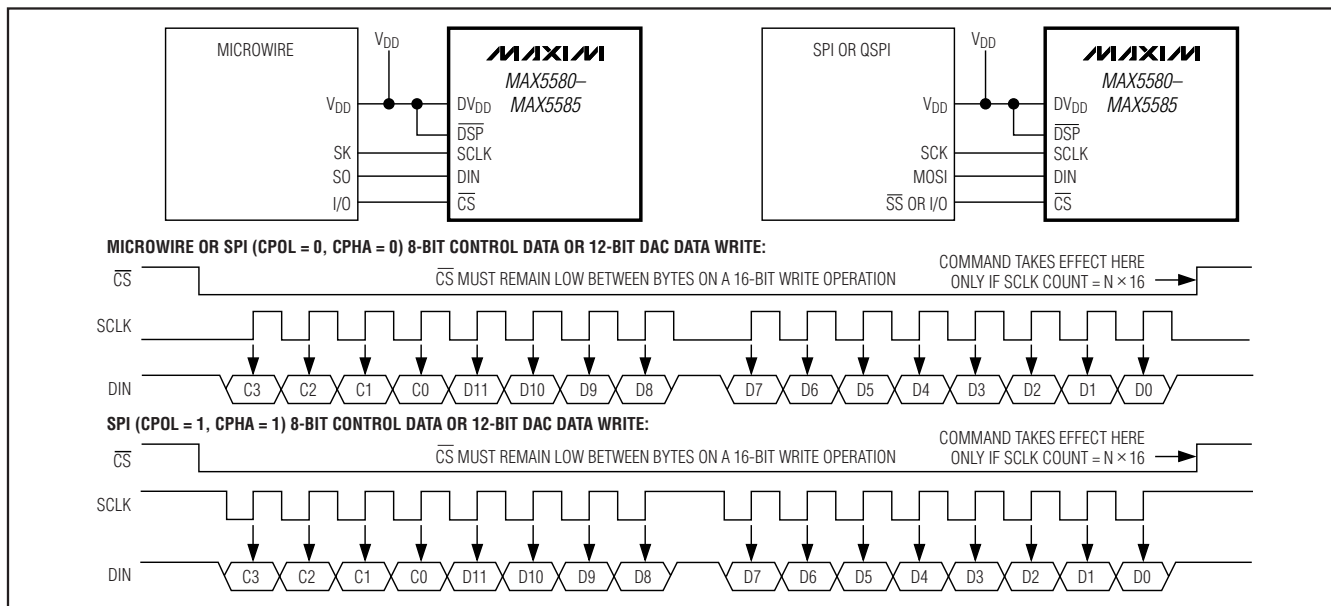 MICROWIRE
VDD
VDD
SK
SO
I/O
MAXIM
MAX5580–
MAX5585
DVDD
DSP
SCLK
DIN
CS
SPI OR QSPI
VDD
VDD
SCK
MOSI
SS OR I/O
MAXIM
MAX5580–
MAX5585
DVDD
DSP
SCLK
DIN
CS
MICROWIRE OR SPI (CPOL = 0, CPHA = 0) 8-BIT CONTROL DATA OR 12-BIT DAC DATA WRITE:
CS
CS MUST REMAIN LOW BETWEEN BYTES ON A 16-BIT WRITE OPERATION
COMMAND TAKES EFFECT HERE
ONLY IF SCLK COUNT = N × 16
SCLK
DIN C3 C2 C1 C0 D11 D10 D9 D8 D7 D6 D5 D4 D3 D2 D1 D0
SPI (CPOL = 1, CPHA = 1) 8-BIT CONTROL DATA OR 12-BIT DAC DATA WRITE:
CS
CS MUST REMAIN LOW BETWEEN BYTES ON A 16-BIT WRITE OPERATION
COMMAND TAKES EFFECT HERE
ONLY IF SCLK COUNT = N × 16
SCLK
DIN C3 C2 C1 C0 D11 D10 D9 D8 D7 D6 D5 D4 D3 D2 D1 D0